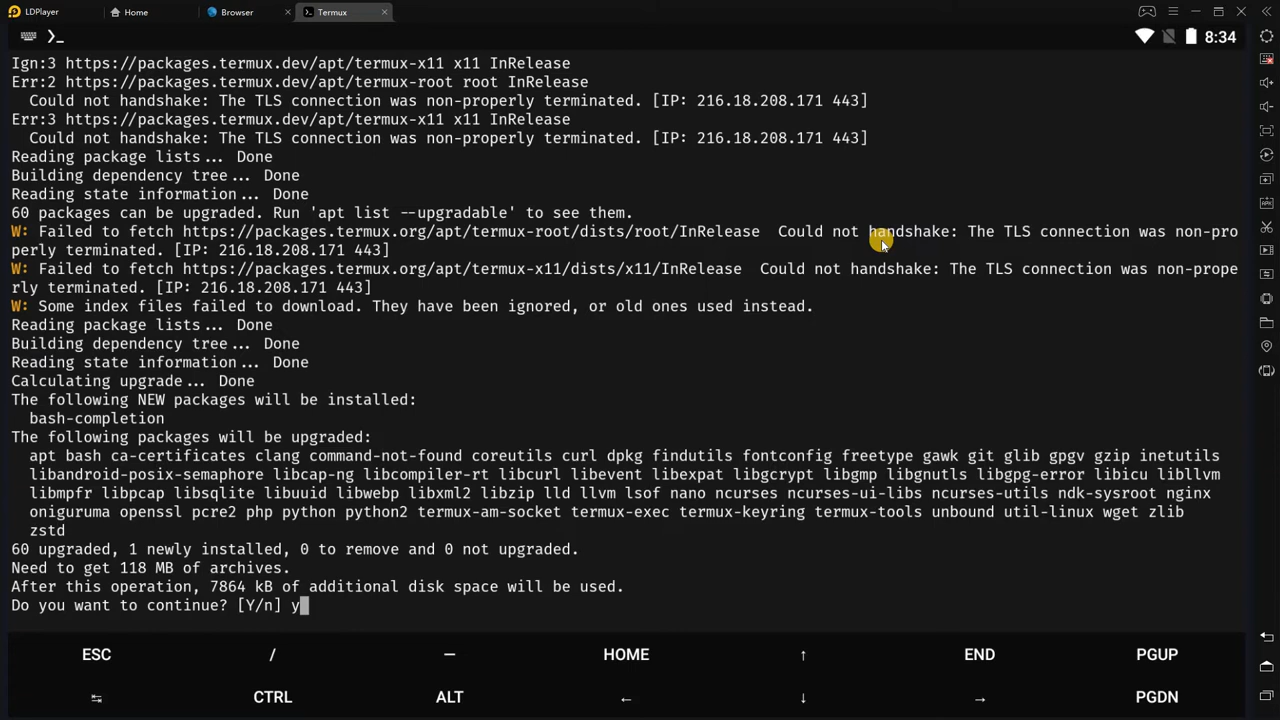 LDPlayer
Home
Browser
Termux
8:34
Ign:3 https://packages.termux.dev/apt/termux-x11 x11 InRelease
Err:2 https://packages.termux.dev/apt/termux-root root InRelease
Could not handshake: The TLS connection was non-properly terminated. [IP: 216.18.208.171 443]
Err:3 https://packages.termux.dev/apt/termux-x11 x11 InRelease
Could not handshake: The TLS connection was non-properly terminated. [IP: 216.18.208.171 443]
Reading package lists... Done
Building dependency tree... Done
Reading state information... Done
60 packages can be upgraded. Run 'apt list --upgradable' to see them.
W: Failed to fetch https://packages.termux.org/apt/termux-root/dists/root/InRelease  Could not handshake: The TLS connection was non-pro
perly terminated. [IP: 216.18.208.171 443]
W: Failed to fetch https://packages.termux.org/apt/termux-x11/dists/x11/InRelease  Could not handshake: The TLS connection was non-prope
rly terminated. [IP: 216.18.208.171 443]
W: Some index files failed to download. They have been ignored, or old ones used instead.
Reading package lists... Done
Building dependency tree... Done
Reading state information... Done
Calculating upgrade... Done
The following NEW packages will be installed:
bash-completion
The following packages will be upgraded:
apt bash ca-certificates clang command-not-found coreutils curl dpkg findutils fontconfig freetype gawk git glib gpgv gzip inetutils
libandroid-posix-semaphore libcap-ng libcompiler-rt libcurl libevent libexpat libgcrypt libgmp libgnutls libgpg-error libicu libllvm
libmpfr libpcap libsqlite libuuid libwebp libxml2 libzip lld llvm lsof nano ncurses ncurses-ui-libs ncurses-utils ndk-sysroot nginx
oniguruma openssl pcre2 php python python2 termux-am-socket termux-exec termux-keyring termux-tools unbound util-linux wget zlib
zstd
60 upgraded, 1 newly installed, 0 to remove and 0 not upgraded.
Need to get 118 MB of archives.
After this operation, 7864 kB of additional disk space will be used.
Do you want to continue? [Y/n] y
ESC / — HOME ↑ END PGUP
↹ CTRL ALT ← ↓ → PGDN